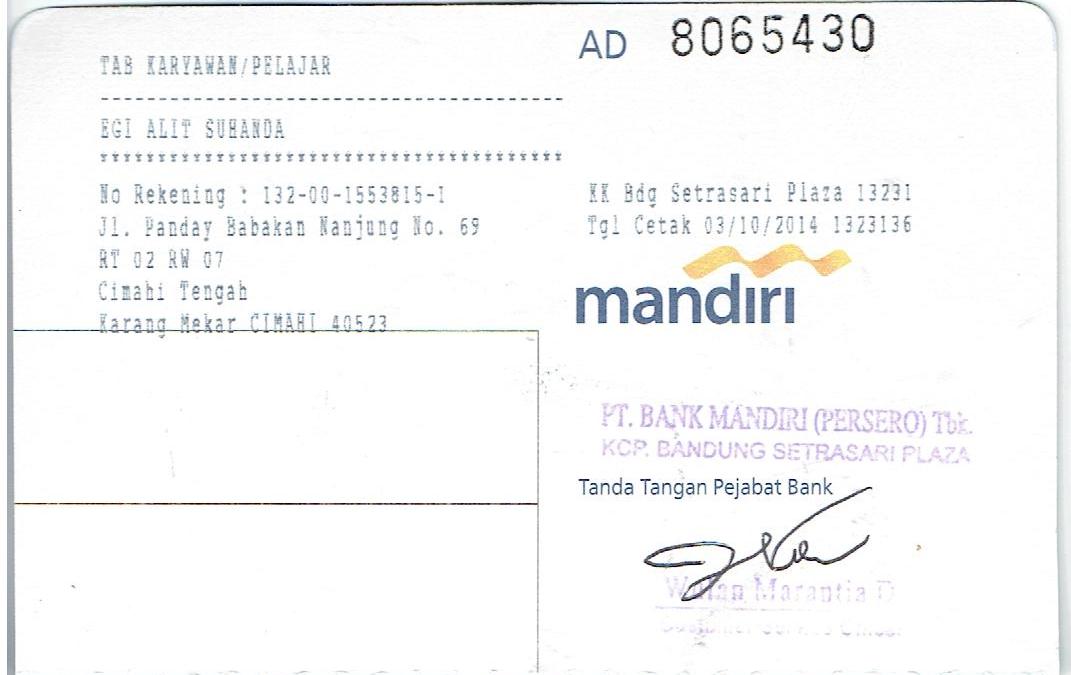 AD 8065430
TAB KARYAWAN/PELAJAR
EGI ALIT SUHANDA
****************************************
No Rekening : 132-00-1553815-1
Jl. Panday Babakan Nanjung No. 69
RT 02 RW 07
Cimahi Tengah
Karang Mekar CIMAHI 40523
KK Bdg Setrasari Plaza 13231
Tgl Cetak 03/10/2014 1323136
mandiri
PT. BANK MANDIRI (PERSERO) Tbk.
KCP. BANDUNG SETRASARI PLAZA
Tanda Tangan Pejabat Bank
Wulan Marantia D
Customer Service Officer